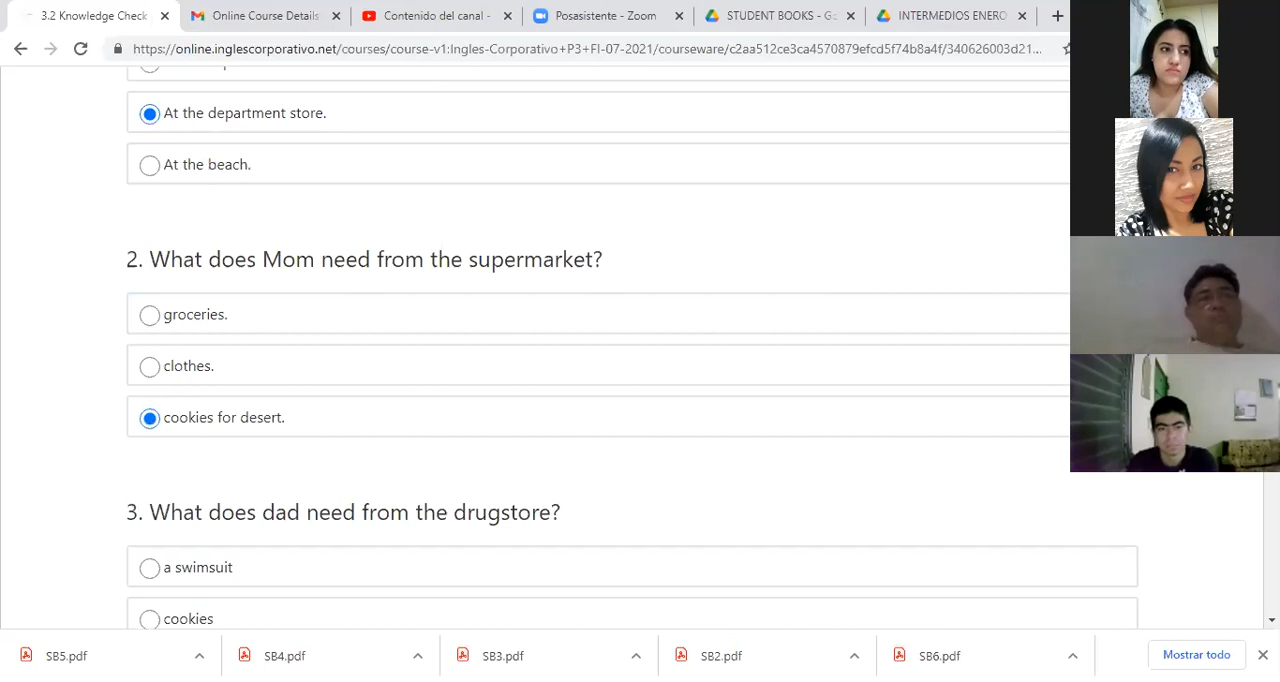 3.2 Knowledge Check
Online Course Details
Contenido del canal -
Posasistente - Zoom
STUDENT BOOKS - Go
INTERMEDIOS ENERO
https://online.inglescorporativo.net/courses/course-v1:Ingles-Corporativo+P3+FI-07-2021/courseware/c2aa512ce3ca4570879efcd5f74b8a4f/340626003d21...
At the department store.
At the beach.
2. What does Mom need from the supermarket?
groceries.
clothes.
cookies for desert.
3. What does dad need from the drugstore?
a swimsuit
cookies
SB5.pdf
SB4.pdf
SB3.pdf
SB2.pdf
SB6.pdf
Mostrar todo